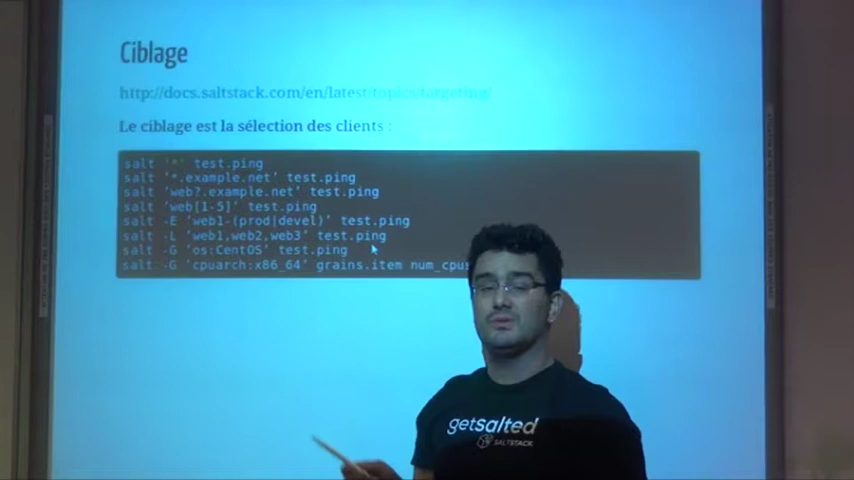 Ciblage
http://docs.saltstack.com/en/latest/topics/targeting/
Le ciblage est la sélection des clients :
salt '*' test.ping
salt '*.example.net' test.ping
salt 'web?.example.net' test.ping
salt 'web[1-5]' test.ping
salt -E 'web1-(prod|devel)' test.ping
salt -L 'web1,web2,web3' test.ping
salt -G 'os:CentOS' test.ping
salt -G 'cpuarch:x86_64' grains.item num_cpus
getsalted
SALTSTACK